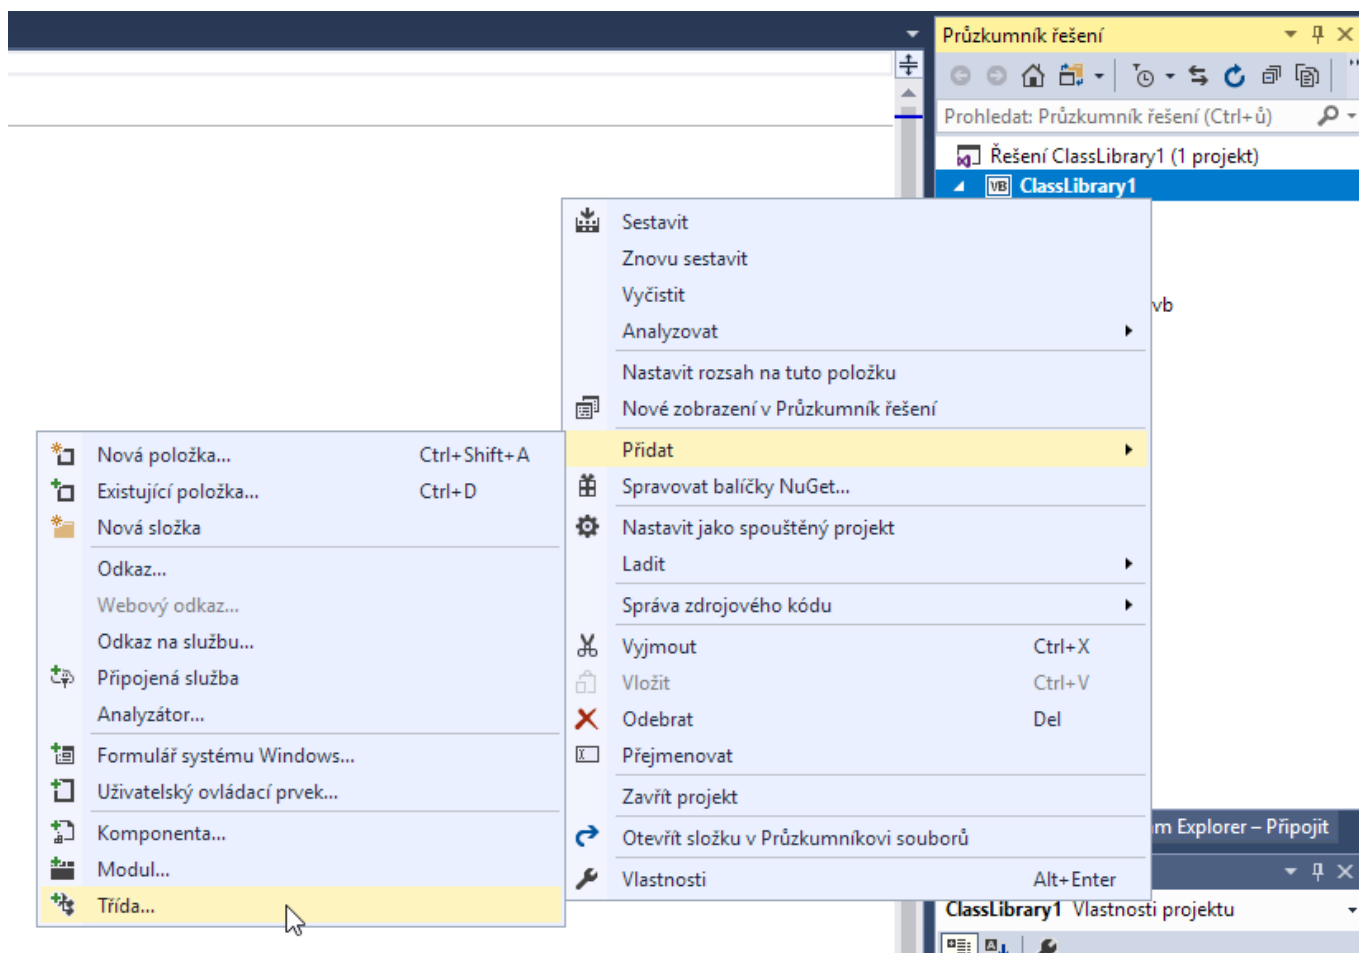 Průzkumník řešení
Prohledat: Průzkumník řešení (Ctrl+ů)
Řešení ClassLibrary1 (1 projekt)
VB ClassLibrary1
vb
Sestavit
Znovu sestavit
Vyčistit
Analyzovat
Nastavit rozsah na tuto položku
Nové zobrazení v Průzkumník řešení
Přidat
Spravovat balíčky NuGet...
Nastavit jako spouštěný projekt
Ladit
Správa zdrojového kódu
Vyjmout Ctrl+X
Vložit Ctrl+V
Odebrat Del
Přejmenovat
Zavřít projekt
Otevřít složku v Průzkumníkovi souborů
Vlastnosti Alt+Enter
Nová položka... Ctrl+Shift+A
Existující položka... Ctrl+D
Nová složka
Odkaz...
Webový odkaz...
Odkaz na službu...
Připojená služba
Analyzátor...
Formulář systému Windows...
Uživatelský ovládací prvek...
Komponenta...
Modul...
Třída...
m Explorer – Připojit
ClassLibrary1 Vlastnosti projektu